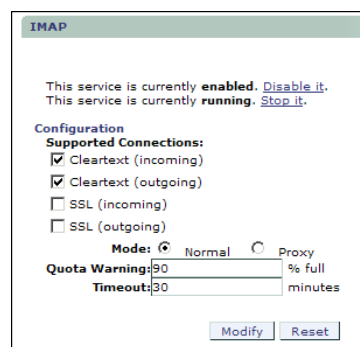 IMAP
This service is currently enabled. Disable it.
This service is currently running. Stop it.
Configuration
Supported Connections:
Cleartext (incoming)
Cleartext (outgoing)
SSL (incoming)
SSL (outgoing)
Mode: Normal Proxy
Quota Warning: 90 % full
Timeout: 30 minutes
Modify Reset